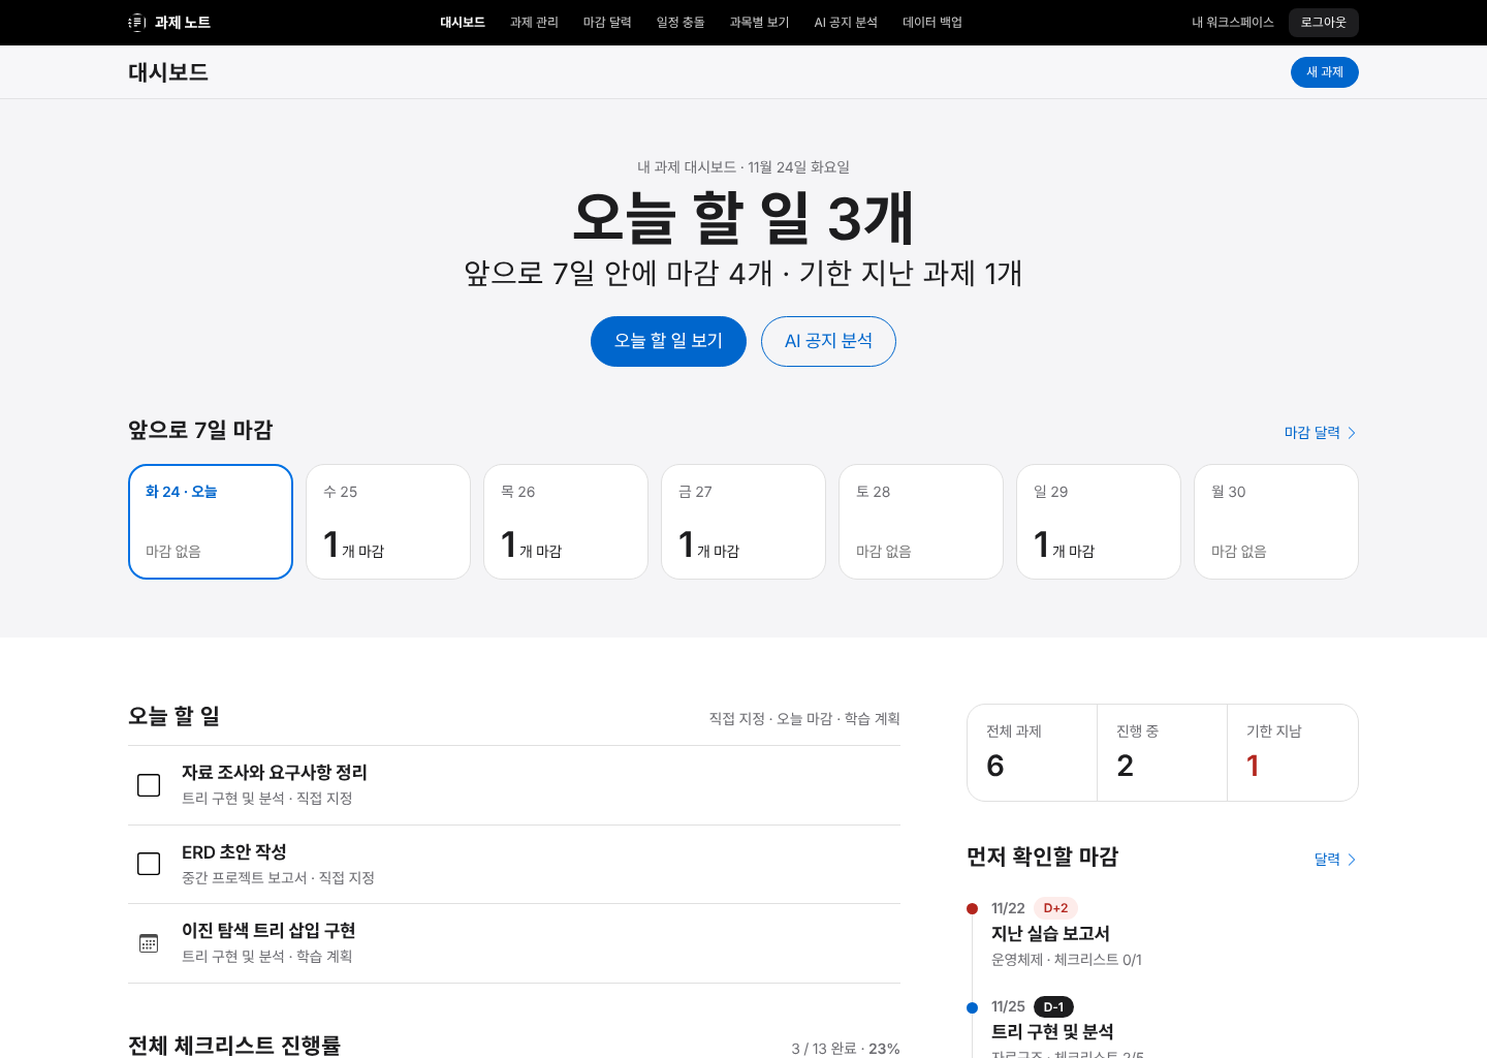 과제 노트
대시보드
과제 관리
마감 달력
일정 충돌
과목별 보기
AI 공지 분석
데이터 백업
내 워크스페이스
로그아웃
대시보드
새 과제
내 과제 대시보드 · 11월 24일 화요일
오늘 할 일 3개
앞으로 7일 안에 마감 4개 · 기한 지난 과제 1개
오늘 할 일 보기
AI 공지 분석
앞으로 7일 마감
마감 달력
화 24 · 오늘
마감 없음
수 25
1개 마감
목 26
1개 마감
금 27
1개 마감
토 28
마감 없음
일 29
1개 마감
월 30
마감 없음
오늘 할 일
직접 지정 · 오늘 마감 · 학습 계획
자료 조사와 요구사항 정리
트리 구현 및 분석 · 직접 지정
ERD 초안 작성
중간 프로젝트 보고서 · 직접 지정
이진 탐색 트리 삽입 구현
트리 구현 및 분석 · 학습 계획
전체 체크리스트 진행률
3 / 13 완료 · 23%
전체 과제
6
진행 중
2
기한 지남
1
먼저 확인할 마감
달력
11/22 D+2
지난 실습 보고서
운영체제 · 체크리스트 0/1
11/25 D-1
트리 구현 및 분석
자료구조 · 체크리스트 2/5